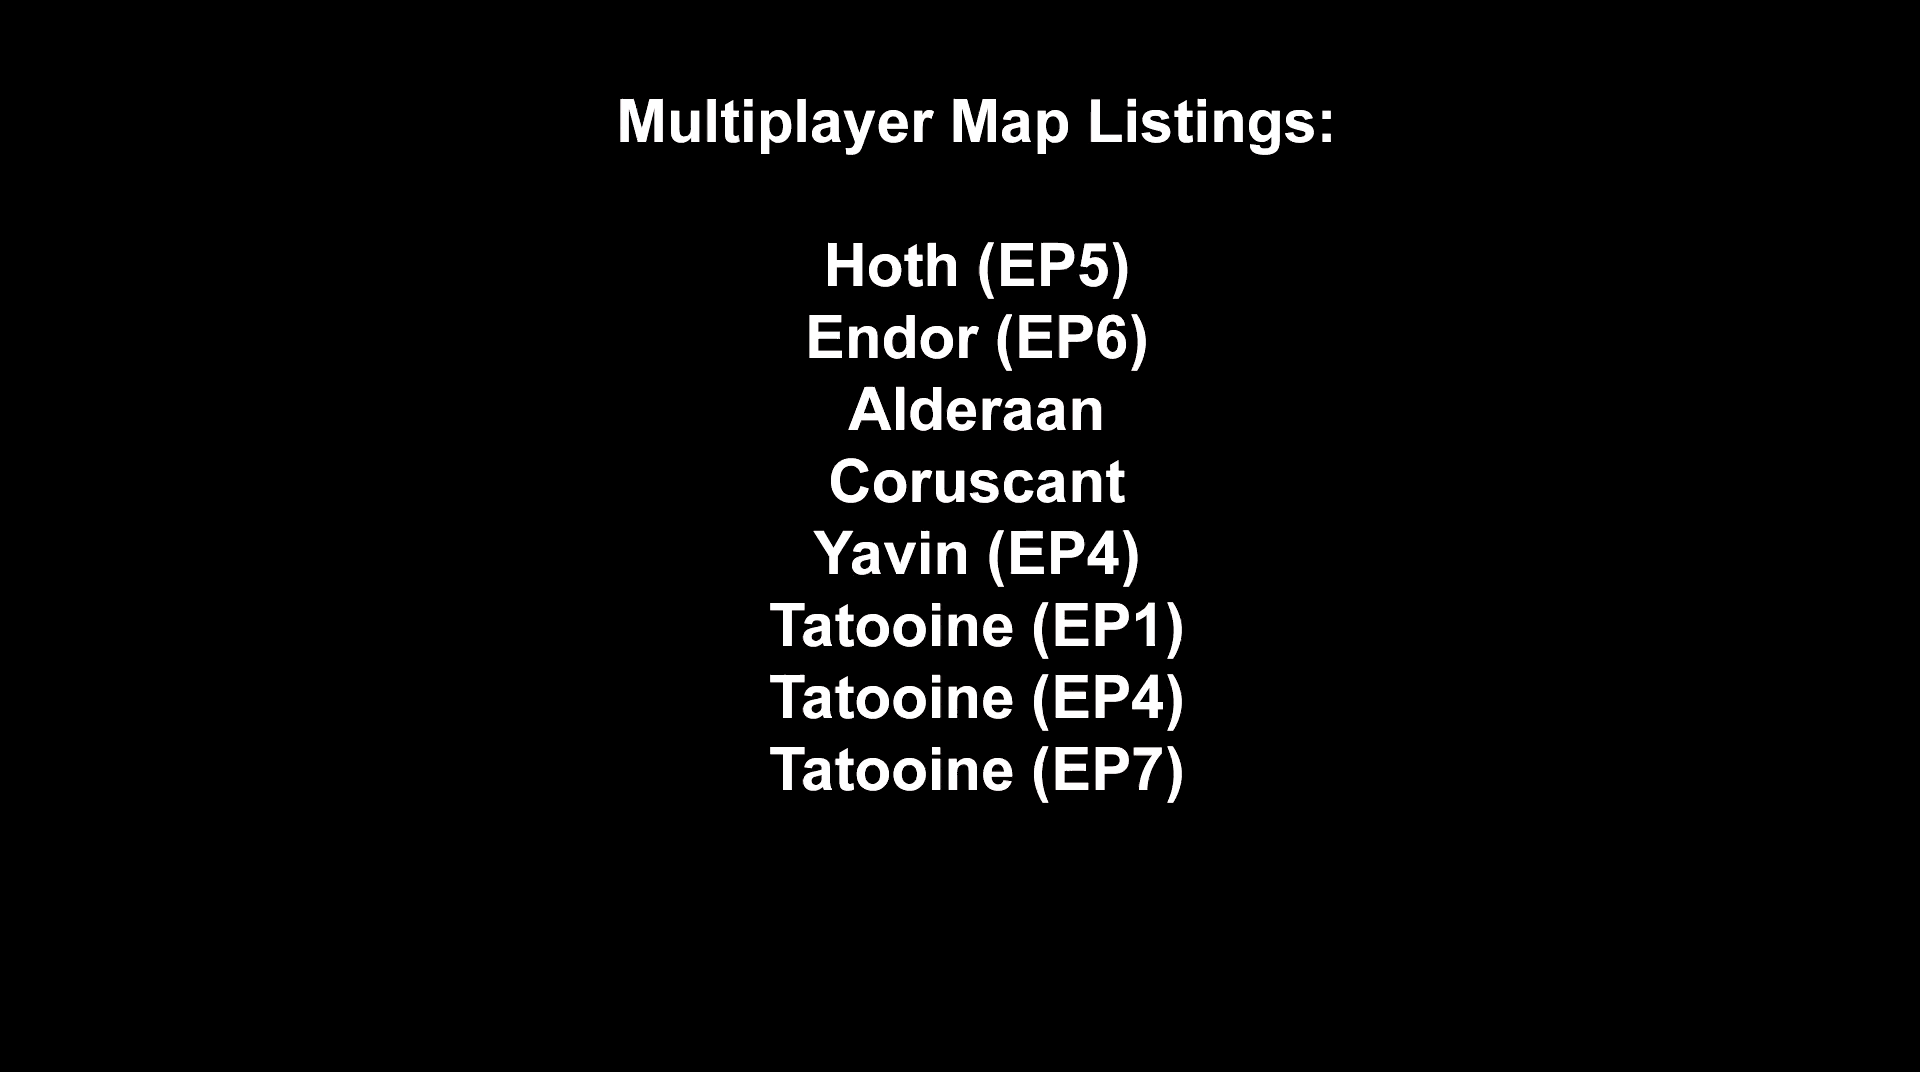 Multiplayer Map Listings:
Hoth (EP5)
Endor (EP6)
Alderaan
Coruscant
Yavin (EP4)
Tatooine (EP1)
Tatooine (EP4)
Tatooine (EP7)